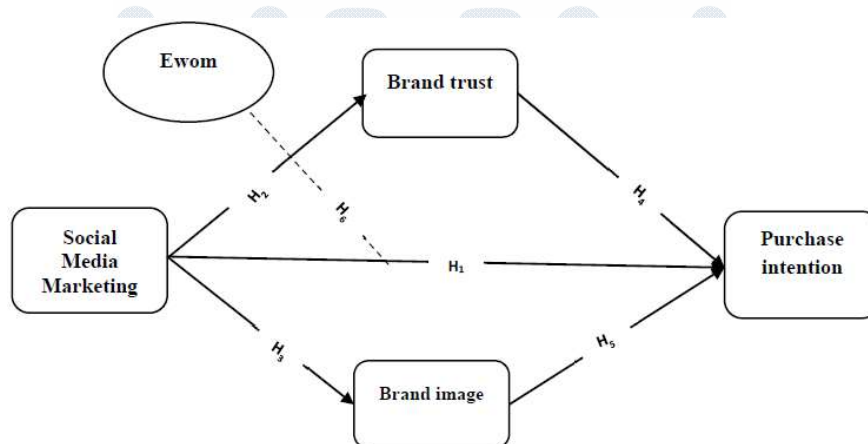 Ewom
Brand trust
H2
H6
H4
Social
Media
Marketing
H1
Purchase
intention
H3
H5
Brand image